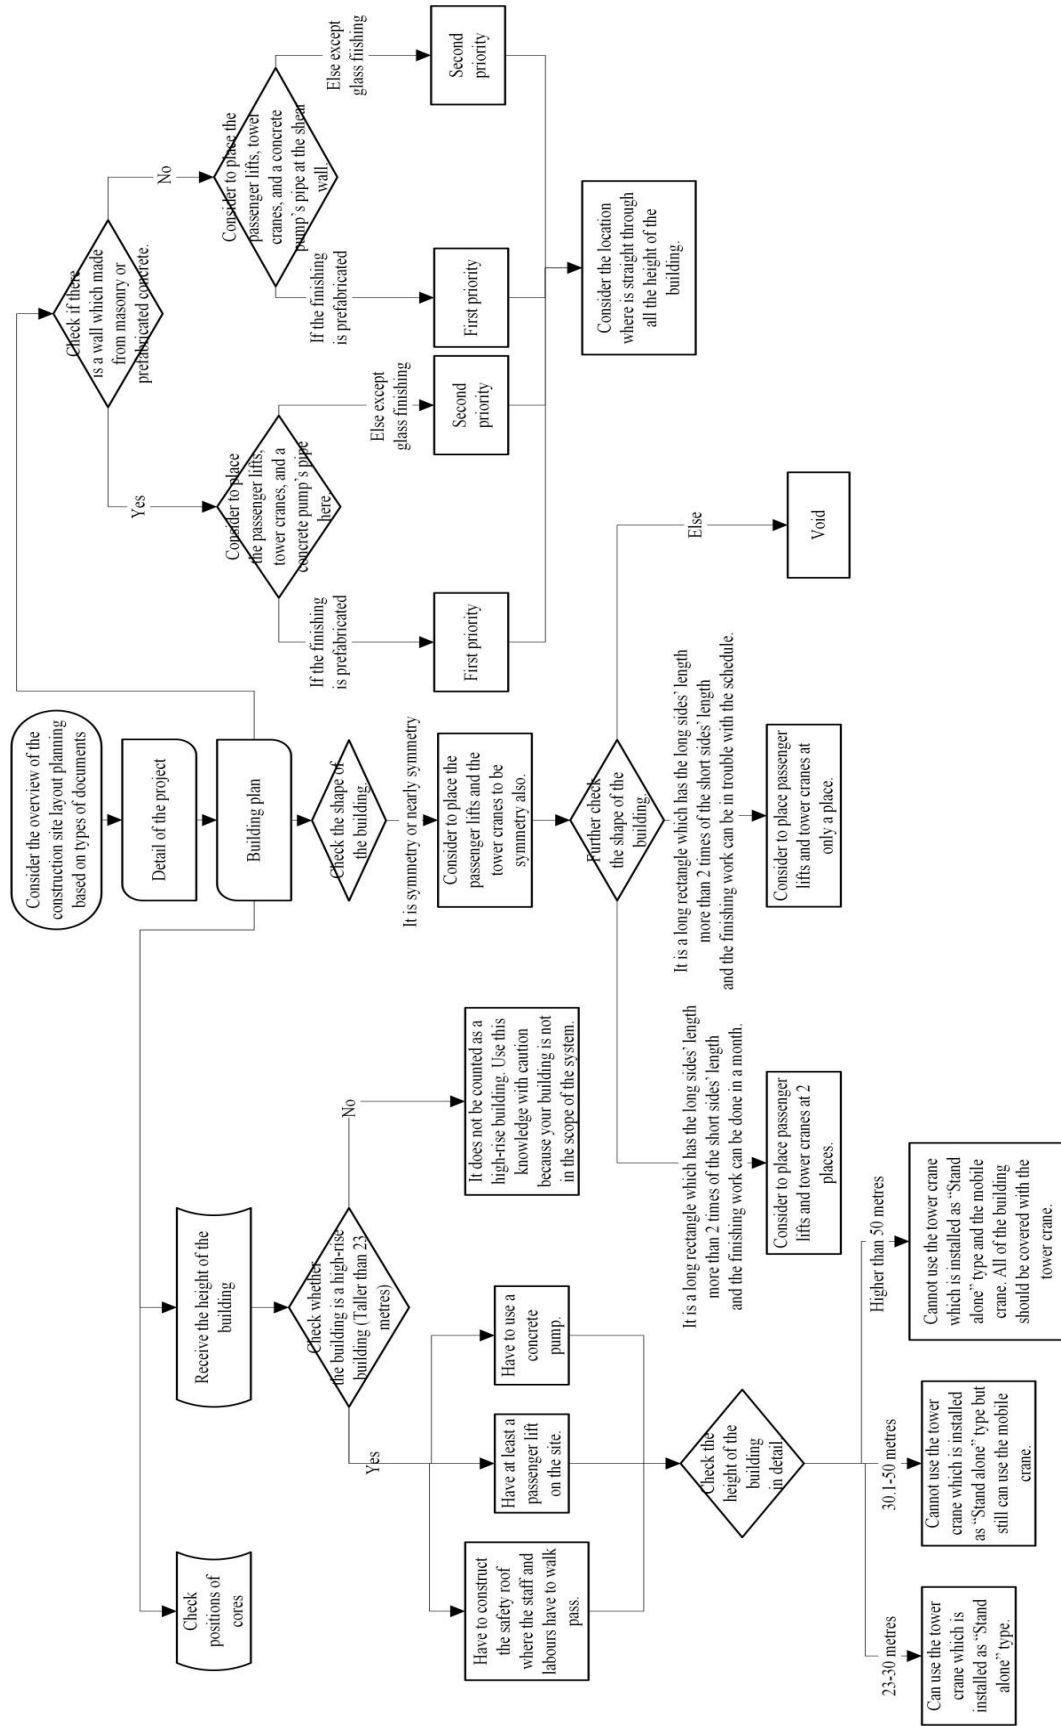 Consider the overview of the
construction site layout planning
based on types of documents
Detail of the project
Building plan
Check positions of
cores
Receive the height of the
building
Check whether
the building is a high-rise
building (Taller than 23
metres)
Yes
No
Have to construct
the safety roof
where the staff and
labours have to walk
pass.
Have at least a
passenger lift
on the site.
Have to use a
concrete
pump.
It does not be counted as a
high-rise building. Use this
knowledge with caution
because your building is not
in the scope of the system.
Check the
height of the
building
in detail
23-30 metres
30.1-50 metres
Higher than 50 metres
Can use the tower
crane which is
installed as “Stand
alone” type.
Cannot use the tower
crane which is installed
as “Stand alone” type but
still can use the mobile
crane.
Cannot use the tower crane
which is installed as “Stand
alone” type and the mobile
crane. All of the building
should be covered with the
tower crane.
Check the shape of
the building.
It is symmetry or nearly symmetry
Consider to place the
passenger lifts and the
tower cranes to be
symmetry also.
Further check
the shape of the
building.
It is a long rectangle which has the long sides’ length
more than 2 times of the short sides’ length
and the finishing work can be done in a month.
It is a long rectangle which has the long sides’ length
more than 2 times of the short sides’ length
and the finishing work can be in trouble with the schedule.
Else
Consider to place passenger
lifts and tower cranes at 2
places.
Consider to place passenger
lifts and tower cranes at
only a place.
Void
Check if there
is a wall which made
from masonry or
prefabricated concrete.
Yes
No
Consider to place
the passenger lifts,
tower cranes, and a
concrete pump’s pipe
here.
Consider to place the
passenger lifts, towel
cranes, and a concrete
pump’s pipe at the shear
wall.
If the finishing
is prefabricated
Else except
glass finishing
If the finishing
is prefabricated
Else except
glass fiishing
First priority
Second
priority
First priority
Second
priority
Consider the location
where is straight through
all the height of the
building.